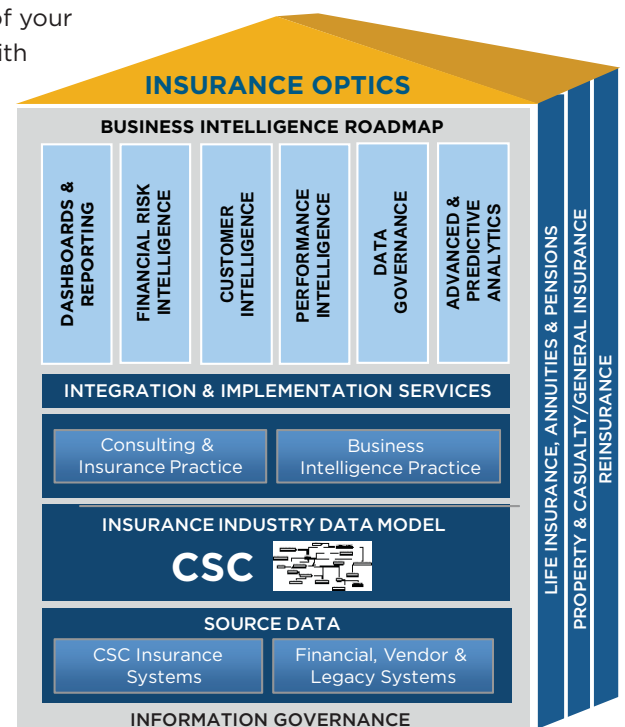 of your
ith
INSURANCE OPTICS
BUSINESS INTELLIGENCE ROADMAP
DASHBOARDS &
REPORTING
FINANCIAL RISK
INTELLIGENCE
CUSTOMER
INTELLIGENCE
PERFORMANCE
INTELLIGENCE
DATA
GOVERNANCE
ADVANCED &
PREDICTIVE
ANALYTICS
INTEGRATION & IMPLEMENTATION SERVICES
Consulting &
Insurance Practice
Business
Intelligence Practice
INSURANCE INDUSTRY DATA MODEL
CSC
SOURCE DATA
CSC Insurance
Systems
Financial, Vendor &
Legacy Systems
INFORMATION GOVERNANCE
LIFE INSURANCE, ANNUITIES & PENSIONS
PROPERTY & CASUALTY/GENERAL INSURANCE
REINSURANCE